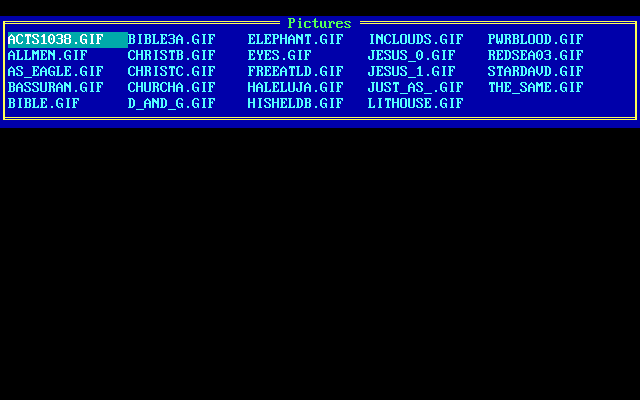 Pictures
ACTS1038.GIF BIBLE3A.GIF ELEPHANT.GIF INCLOUDS.GIF PWRBLOOD.GIF
ALLMEN.GIF CHRISTB.GIF EYES.GIF JESUS_0.GIF REDSEA03.GIF
AS_EAGLE.GIF CHRISTC.GIF FREEATLD.GIF JESUS_1.GIF STARDAVD.GIF
BASSURAN.GIF CHURCHA.GIF HALELUJA.GIF JUST_AS_.GIF THE_SAME.GIF
BIBLE.GIF D_AND_G.GIF HISHELDB.GIF LITHOUSE.GIF